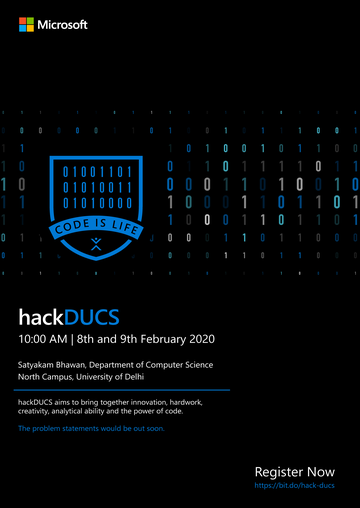 Microsoft
01001101
01010011
01010000
CODE IS LIFE
hackDUCS
10:00 AM | 8th and 9th February 2020
Satyakam Bhawan, Department of Computer Science
North Campus, University of Delhi
hackDUCS aims to bring together innovation, hardwork,
creativity, analytical ability and the power of code.
The problem statements would be out soon.
Register Now
https://bit.do/hack-ducs